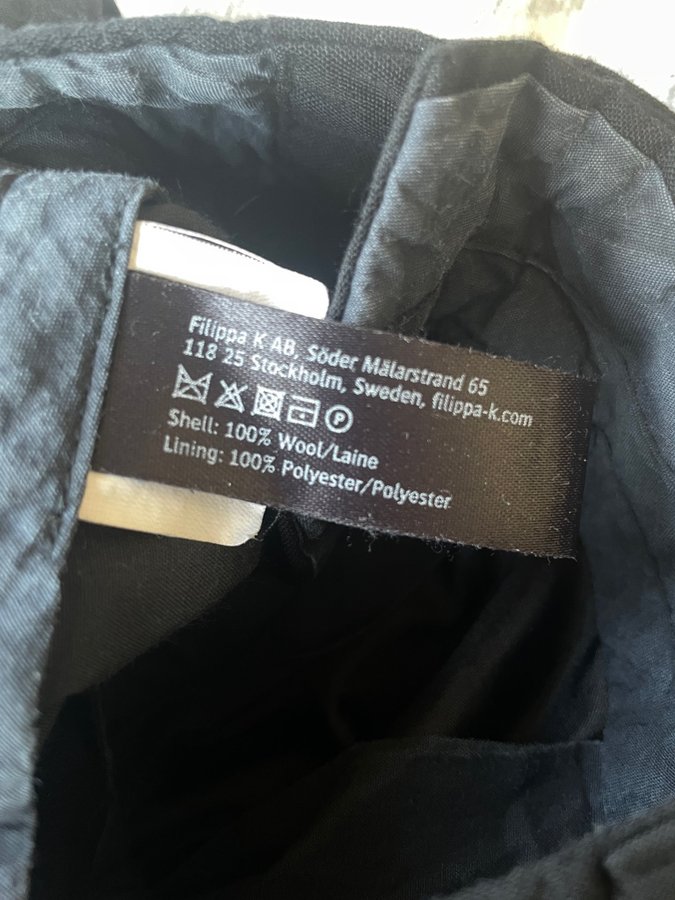 Filippa K AB, Söder Mälarstrand 65
118 25 Stockholm, Sweden, filippa-k.com
P
Shell: 100% Wool/Laine
Lining: 100% Polyester/Polyester